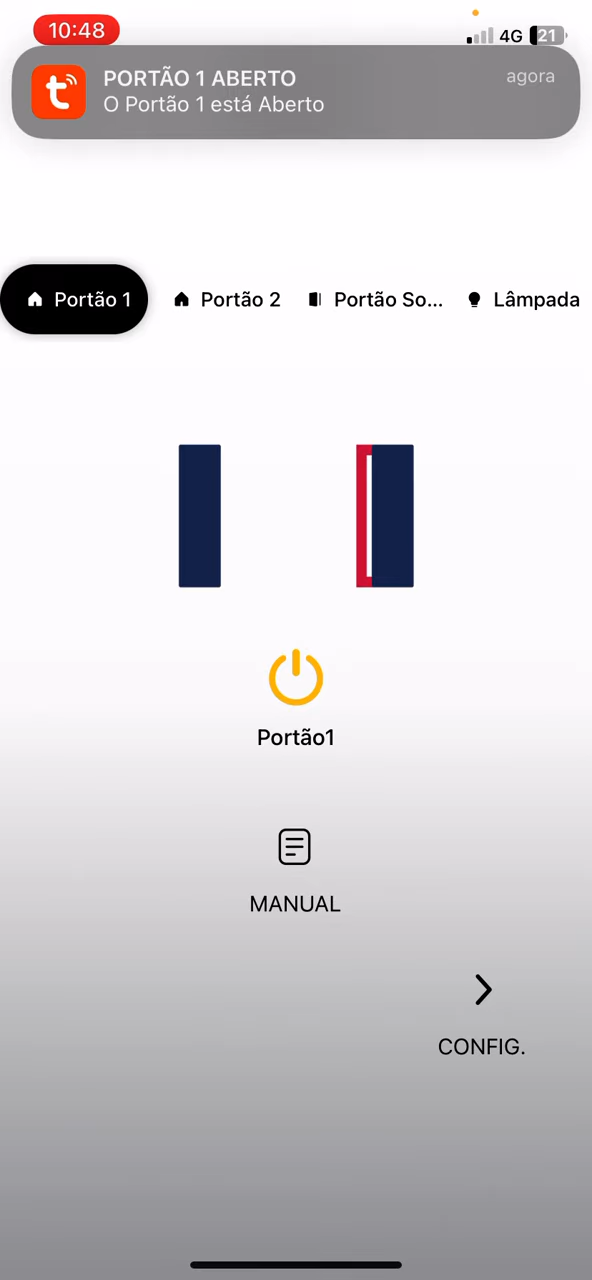 10:48
4G 21
PORTÃO 1 ABERTO
agora
O Portão 1 está Aberto
Portão 1
Portão 2
Portão So...
Lâmpada
Portão1
MANUAL
CONFIG.